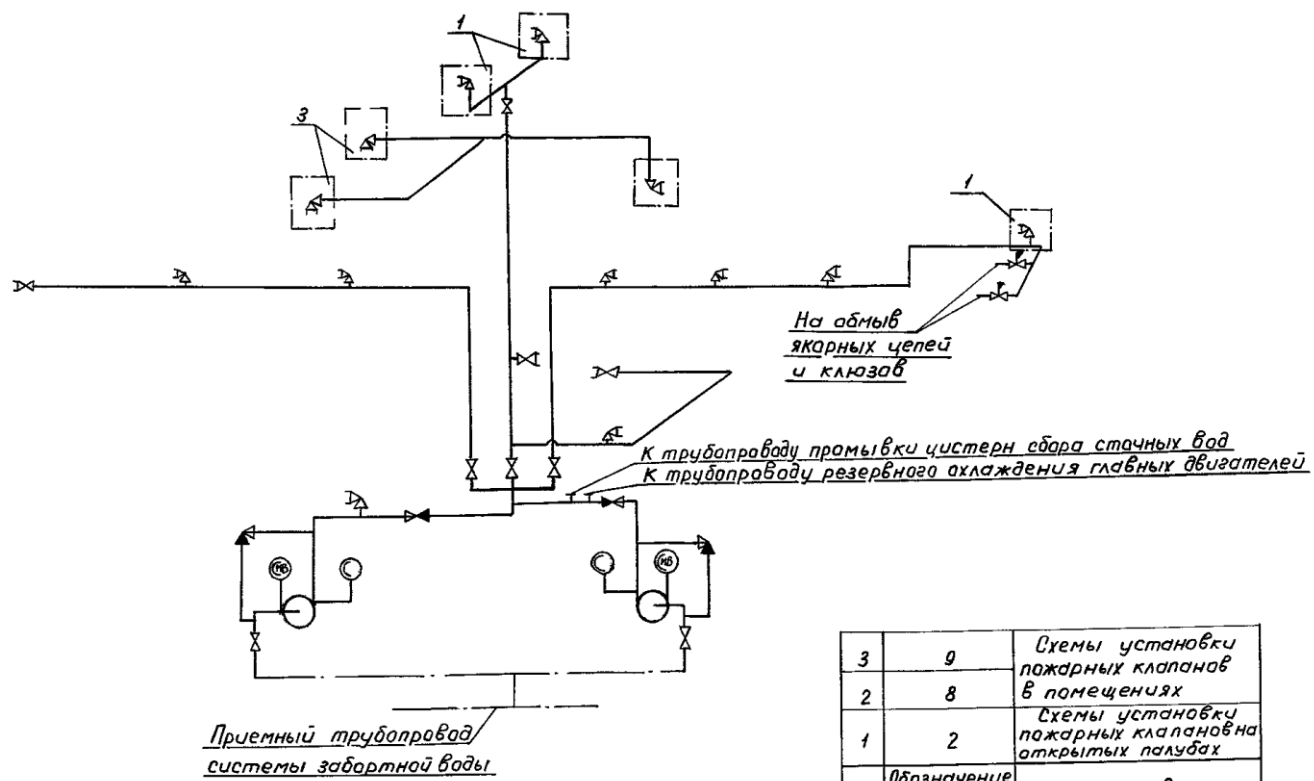 1
3
1
На обмыв
якорных цепей
и клюзов
К трубопроводу промывки цистерн сбора сточных вод
К трубопроводу резервного охлаждения главных двигателей
МВ
МВ
Приемный трубопровод
системы забортной воды
3 9 Схемы установки
пожарных клапанов
2 8 в помещениях
1 2 Схемы установки
пожарных клапанов на
открытых палубах
Обозначение